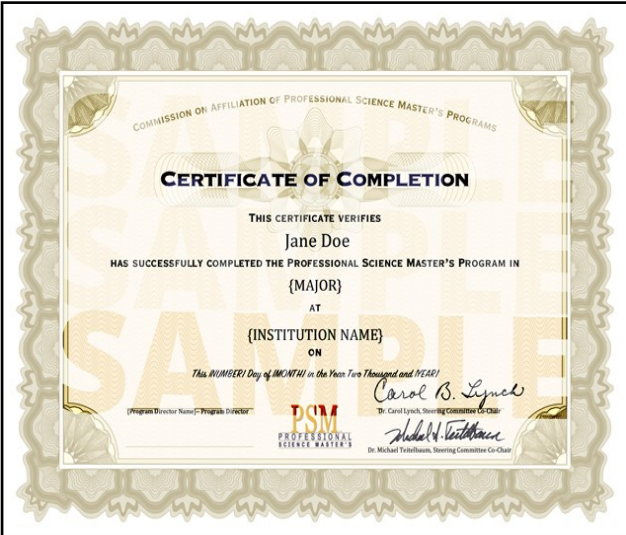 COMMISSION ON AFFILIATION OF PROFESSIONAL SCIENCE MASTER'S PROGRAMS
SAMPLE
SAMPLE
SAMPLE
CERTIFICATE OF COMPLETION
THIS CERTIFICATE VERIFIES
Jane Doe
HAS SUCCESSFULLY COMPLETED THE PROFESSIONAL SCIENCE MASTER'S PROGRAM IN
{MAJOR}
AT
{INSTITUTION NAME}
ON
This {NUMBER} Day of {MONTH} in the Year Two Thousand and {YEAR}
Carol B. Lynch
{Program Director Name}– Program Director
Dr. Carol Lynch, Steering Committee Co-Chair
PSM
PROFESSIONAL
SCIENCE MASTER'S
Michael S. Teitelbaum
Dr. Michael Teitelbaum, Steering Committee Co-Chair